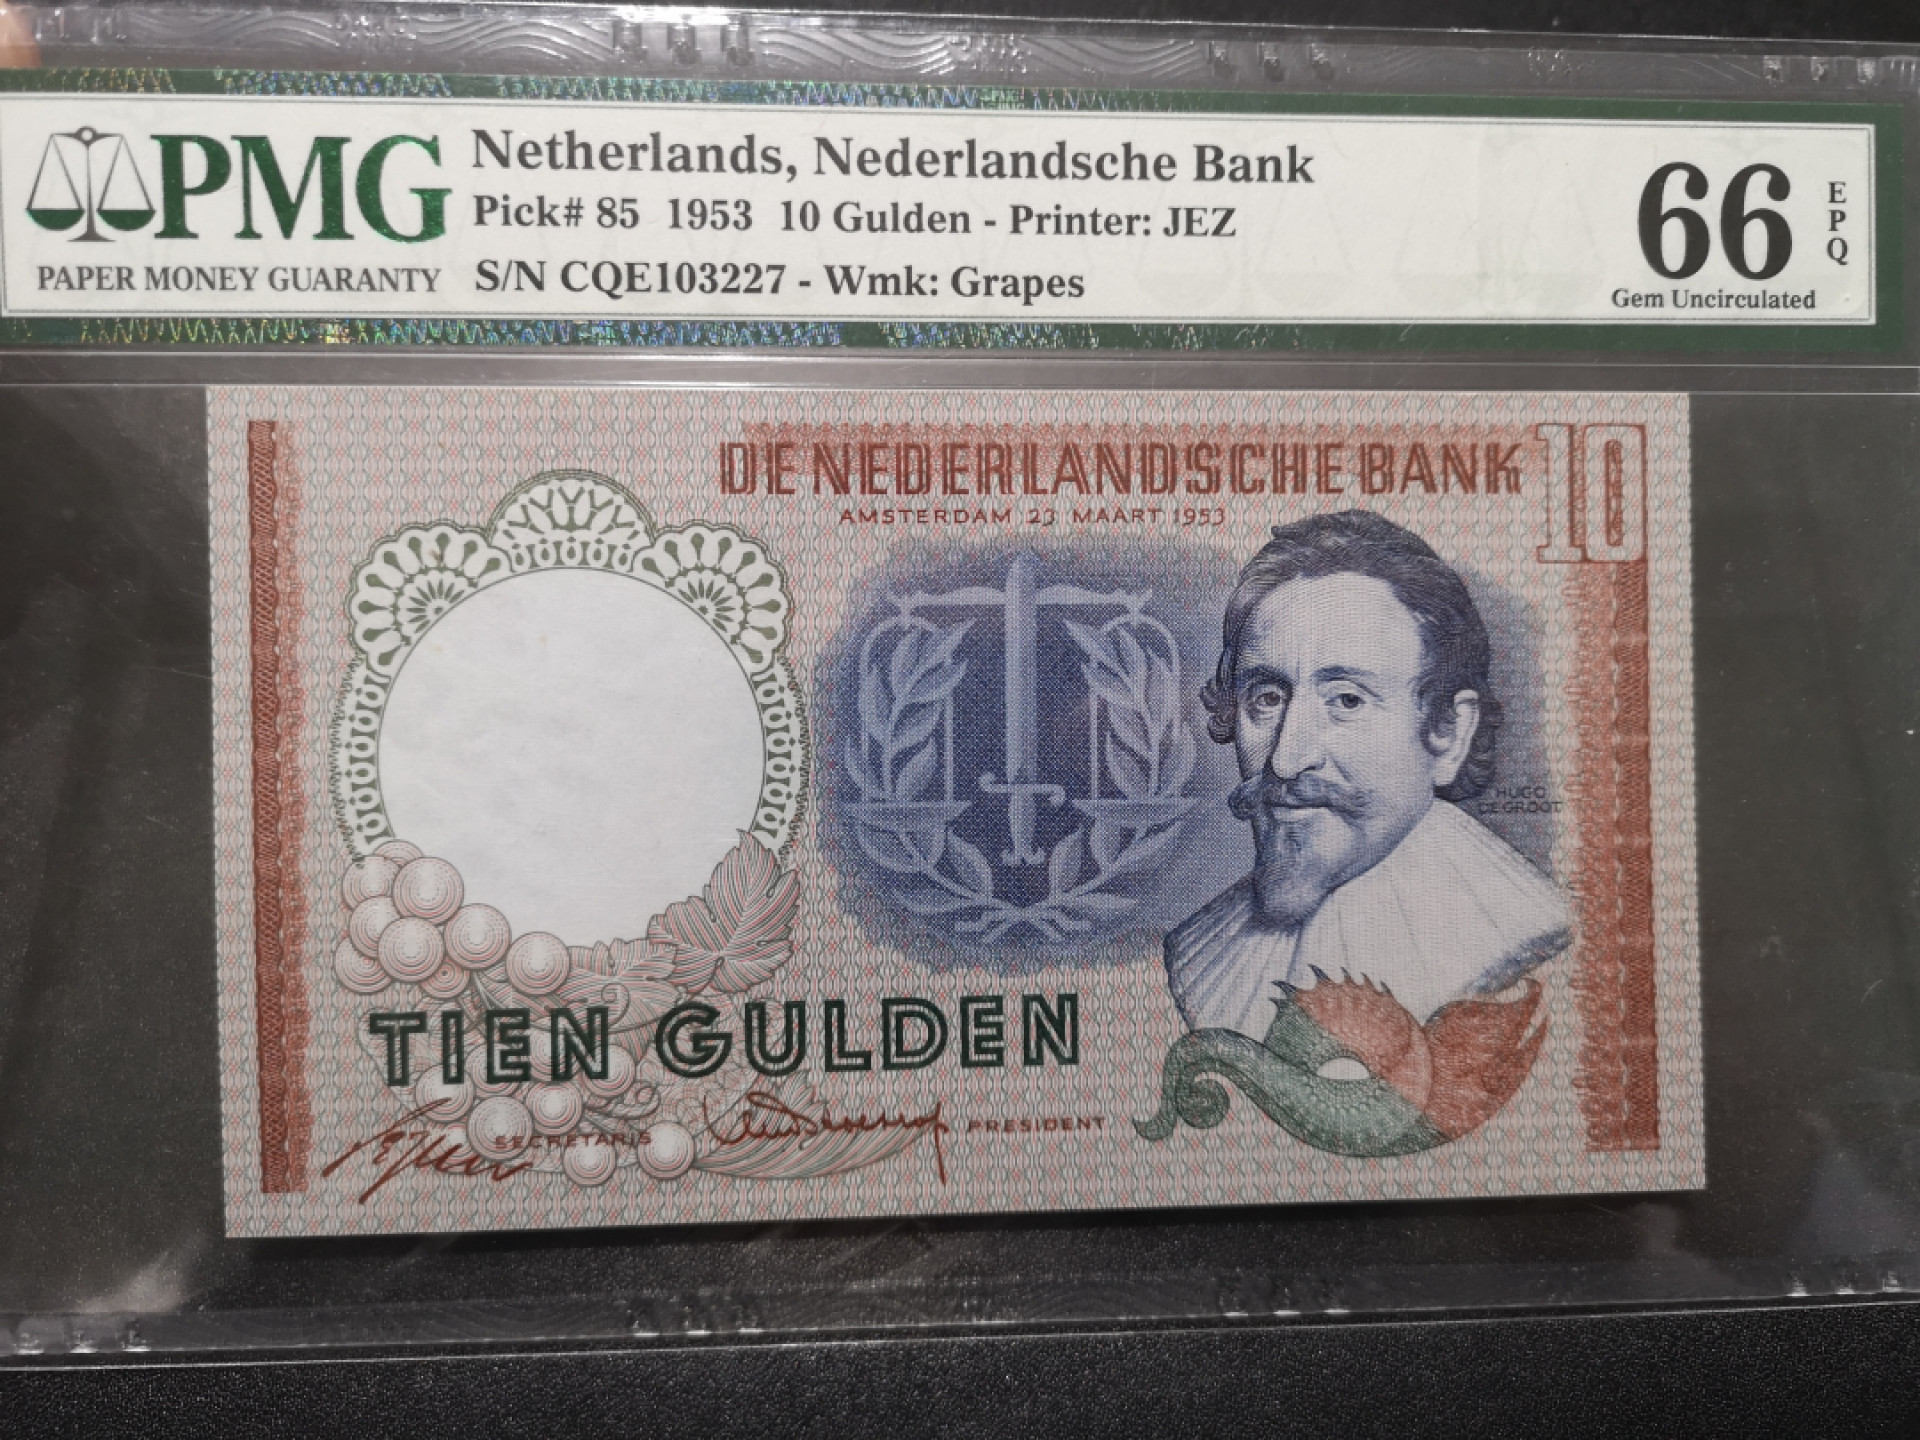 PMG
PAPER MONEY GUARANTY
Netherlands, Nederlandsche Bank
Pick# 85 1953 10 Gulden - Printer: JEZ
S/N CQE103227 - Wmk: Grapes
66
EPQ
Gem Uncirculated
DE NEDERLANDSCHE BANK
10
AMSTERDAM 23 MAART 1953
HUGO
DE GROOT
TIEN GULDEN
SECRETARIS
PRESIDENT